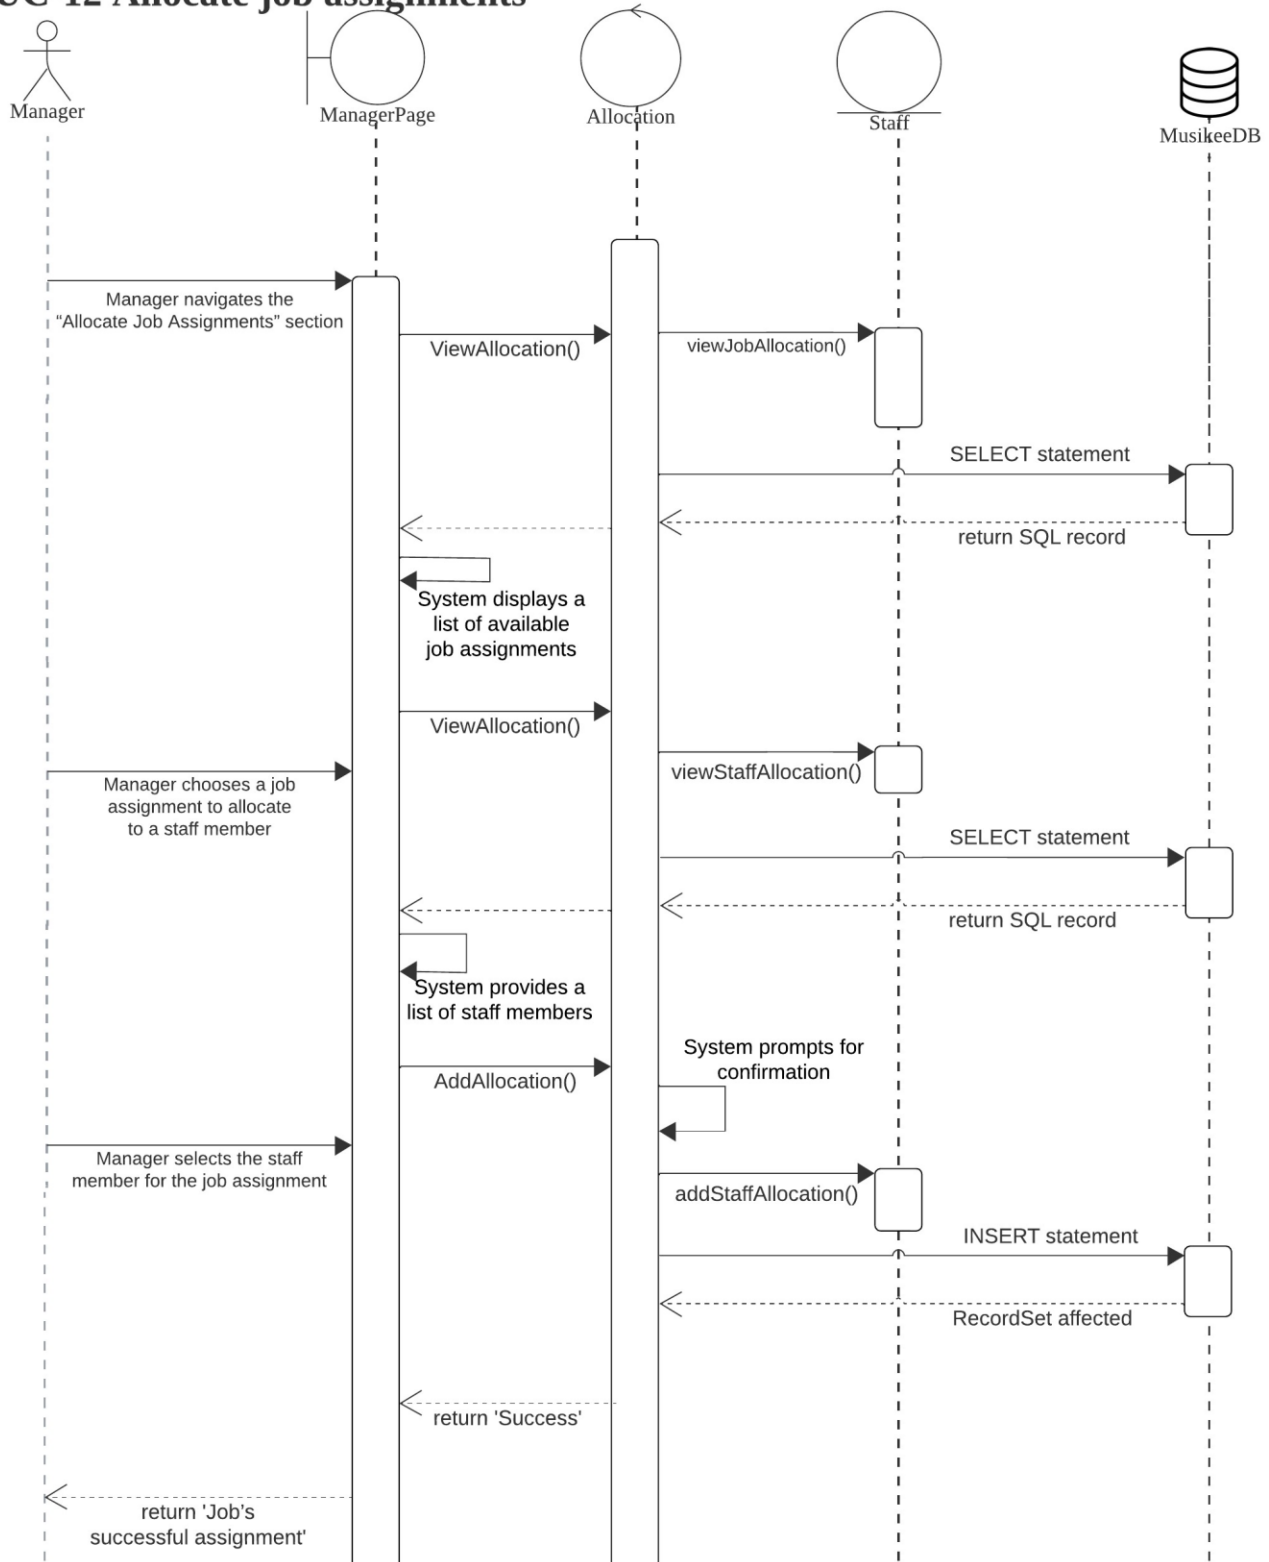 UC-12 Allocate job assignments
Manager
ManagerPage
Allocation
Staff
MusikeeDB
Manager navigates the
“Allocate Job Assignments” section
ViewAllocation()
viewJobAllocation()
SELECT statement
return SQL record
System displays a
list of available
job assignments
ViewAllocation()
viewStaffAllocation()
Manager chooses a job
assignment to allocate
to a staff member
SELECT statement
return SQL record
System provides a
list of staff members
System prompts for
confirmation
AddAllocation()
Manager selects the staff
member for the job assignment
addStaffAllocation()
INSERT statement
RecordSet affected
return 'Success'
return 'Job's
successful assignment'